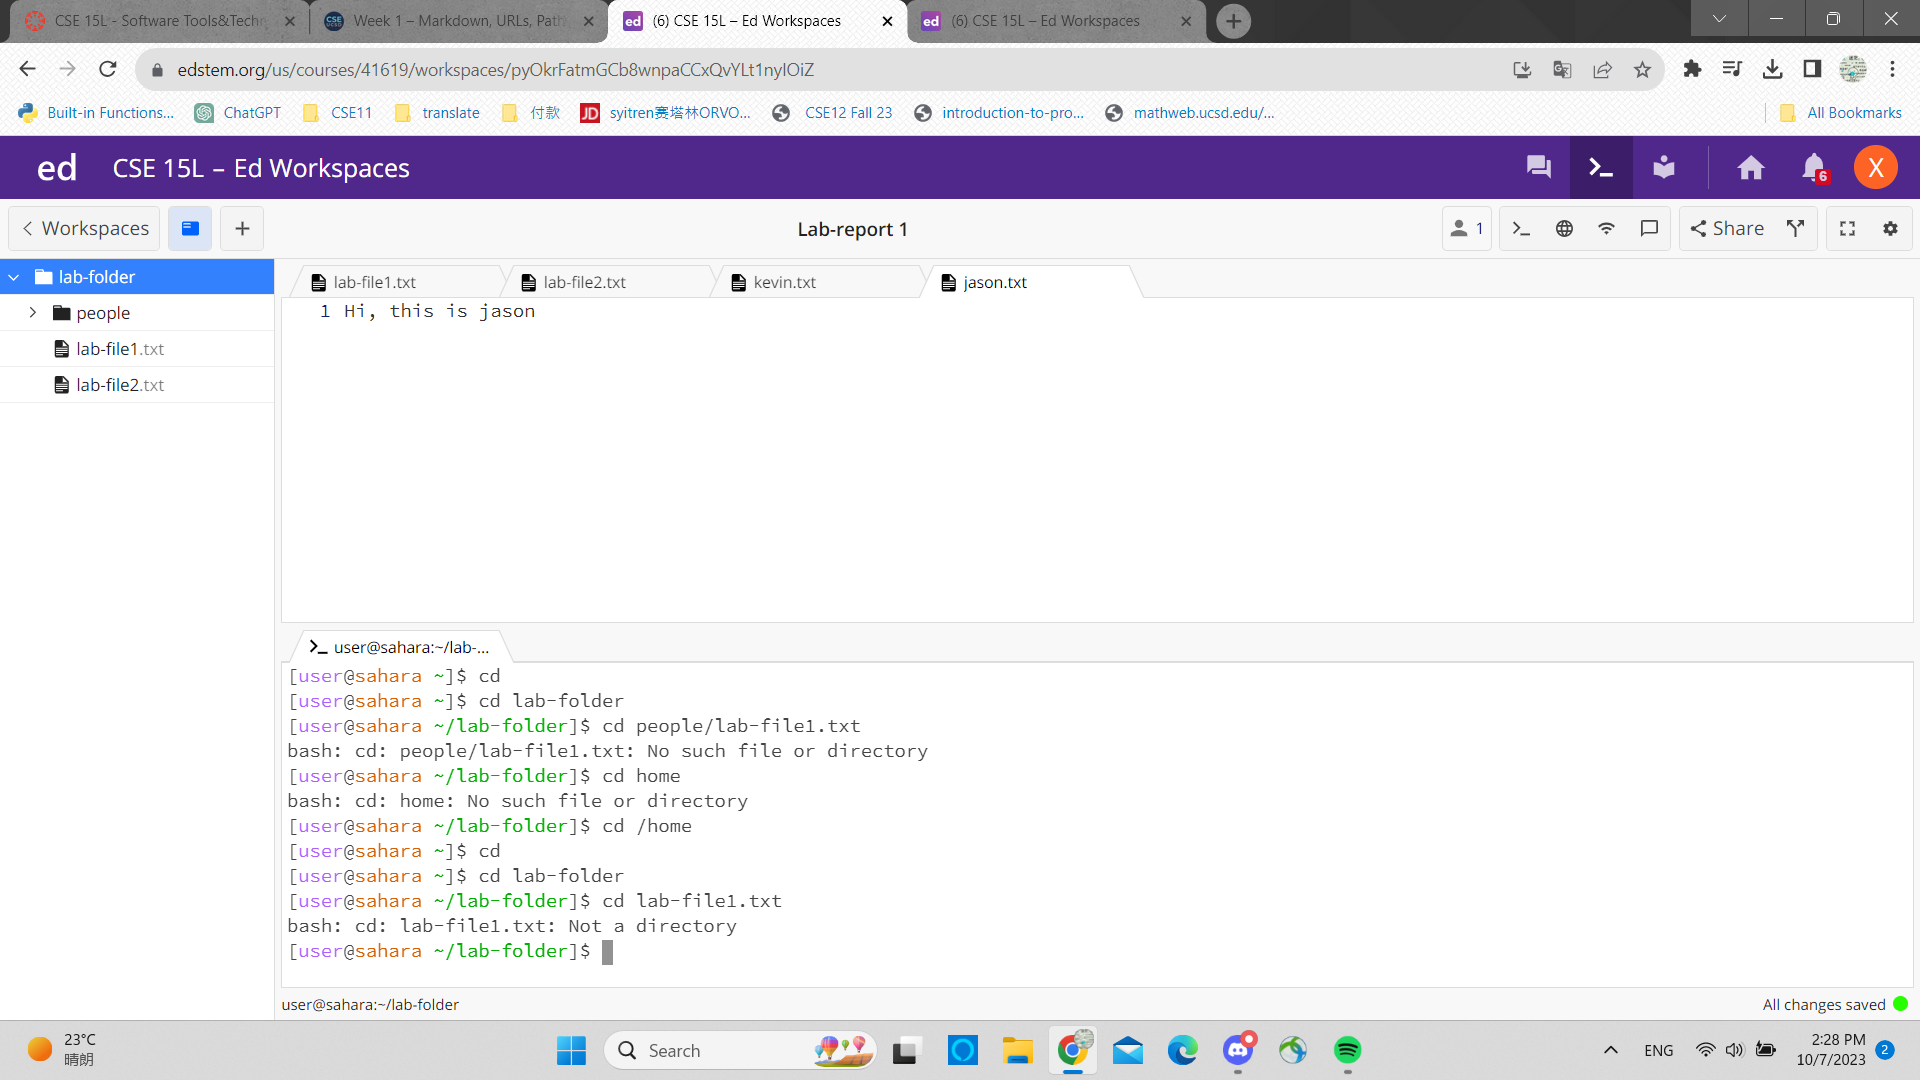 CSE 15L - Software Tools&Techn
Week 1 – Markdown, URLs, Path
(6) CSE 15L – Ed Workspaces
(6) CSE 15L – Ed Workspaces
edstem.org/us/courses/41619/workspaces/pyOkrFatmGCb8wnpaCCxQvYLt1nyIOiZ
Built-in Functions...
ChatGPT
CSE11
translate
付款
JD
syitren赛塔林ORVO...
CSE12 Fall 23
introduction-to-pro...
mathweb.ucsd.edu/...
All Bookmarks
ed
CSE 15L – Ed Workspaces
6
X
Workspaces
Lab-report 1
1
Share
lab-folder
people
lab-file1.txt
lab-file2.txt
lab-file1.txt
lab-file2.txt
kevin.txt
jason.txt
1 Hi, this is jason
user@sahara:~/lab-...
[user@sahara ~]$ cd
[user@sahara ~]$ cd lab-folder
[user@sahara ~/lab-folder]$ cd people/lab-file1.txt
bash: cd: people/lab-file1.txt: No such file or directory
[user@sahara ~/lab-folder]$ cd home
bash: cd: home: No such file or directory
[user@sahara ~/lab-folder]$ cd /home
[user@sahara ~]$ cd
[user@sahara ~]$ cd lab-folder
[user@sahara ~/lab-folder]$ cd lab-file1.txt
bash: cd: lab-file1.txt: Not a directory
[user@sahara ~/lab-folder]$
user@sahara:~/lab-folder
All changes saved
23°C
晴朗
Search
ENG
2:28 PM
10/7/2023
2